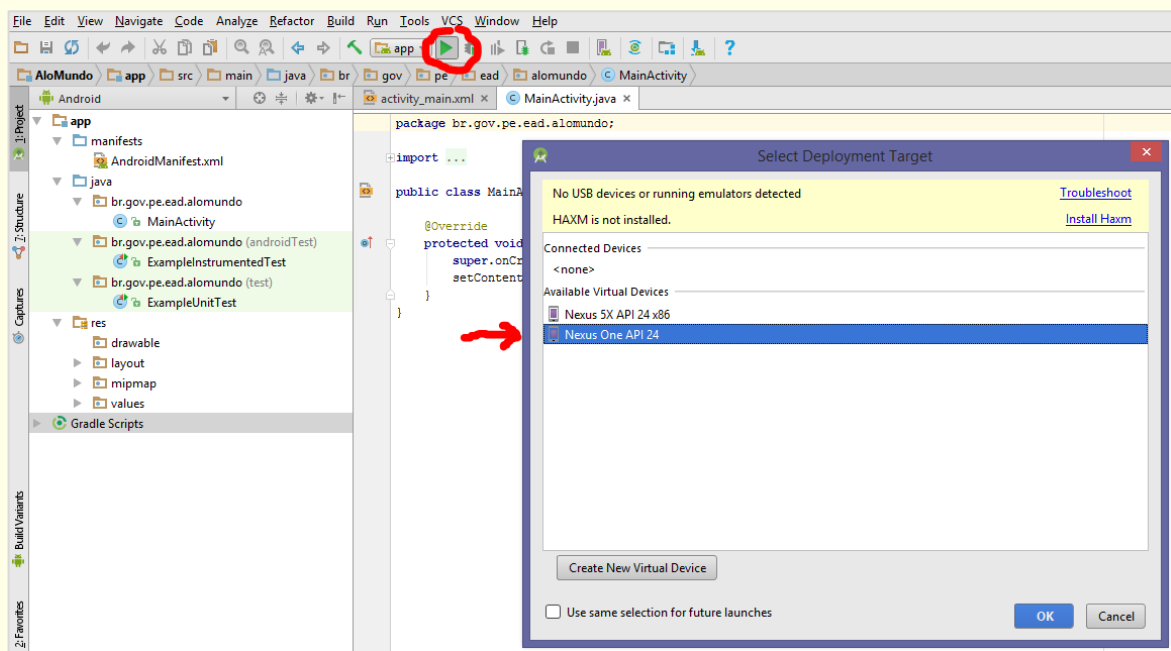 File Edit View Navigate Code Analyze Refactor Build Run Tools VCS Window Help
app
AloMundo app src main java br gov pe ead alomundo MainActivity
Android
activity_main.xml MainActivity.java
1: Project
7: Structure
Captures
Build Variants
2: Favorites
app
manifests
AndroidManifest.xml
java
br.gov.pe.ead.alomundo
MainActivity
br.gov.pe.ead.alomundo (androidTest)
ExampleInstrumentedTest
br.gov.pe.ead.alomundo (test)
ExampleUnitTest
res
drawable
layout
mipmap
values
Gradle Scripts
package br.gov.pe.ead.alomundo;
import ...
public class MainA
@Override
protected void
super.onCr
setContent
}
}
Select Deployment Target
No USB devices or running emulators detected Troubleshoot
HAXM is not installed. Install Haxm
Connected Devices
<none>
Available Virtual Devices
Nexus 5X API 24 x86
Nexus One API 24
Create New Virtual Device
Use same selection for future launches
OK Cancel